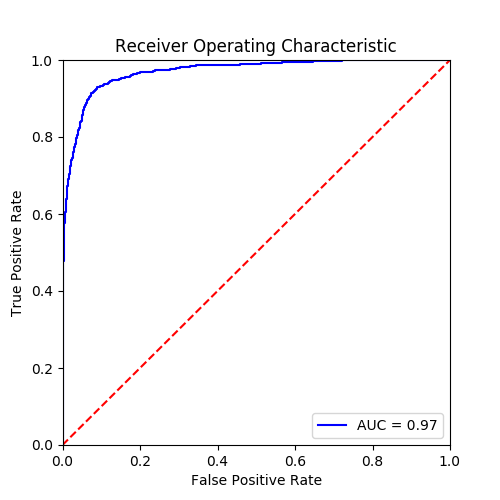 Receiver Operating Characteristic
1.0
0.8
0.6
0.4
0.2
0.0
True Positive Rate
AUC = 0.97
0.0 0.2 0.4 0.6 0.8 1.0
False Positive Rate